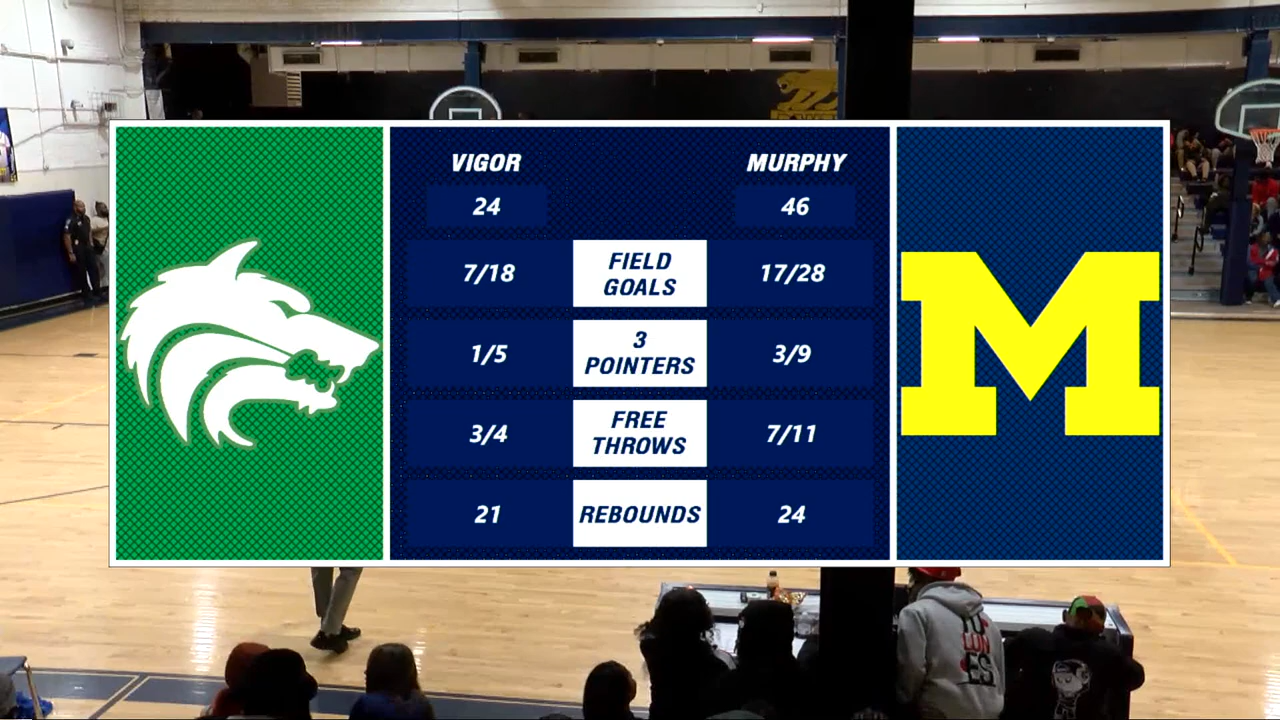 VIGOR MURPHY
24 46
7/18 FIELD GOALS 17/28
1/5 3 POINTERS 3/9
3/4 FREE THROWS 7/11
21 REBOUNDS 24
M